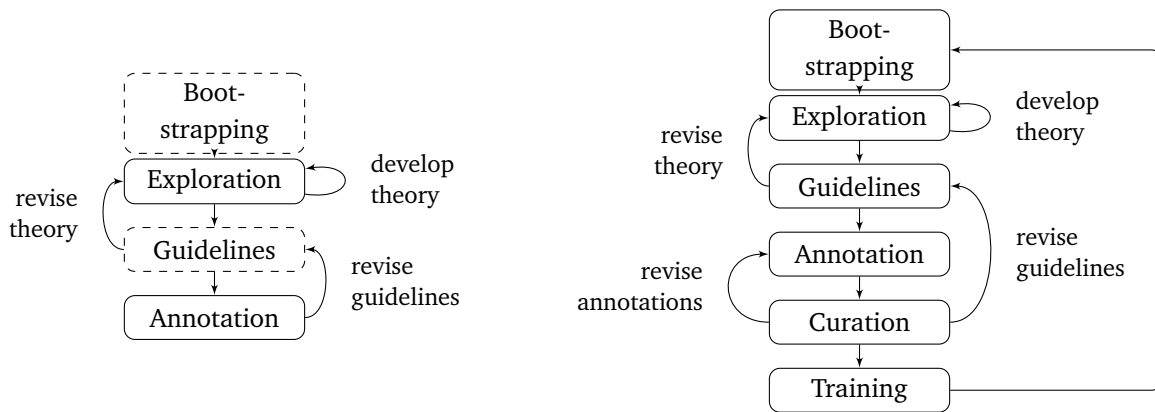 Boot-
strapping
Exploration
develop
theory
revise
theory
Guidelines
revise
guidelines
Annotation
Boot-
strapping
Exploration
develop
theory
revise
theory
Guidelines
Annotation
revise
guidelines
revise
annotations
Curation
Training